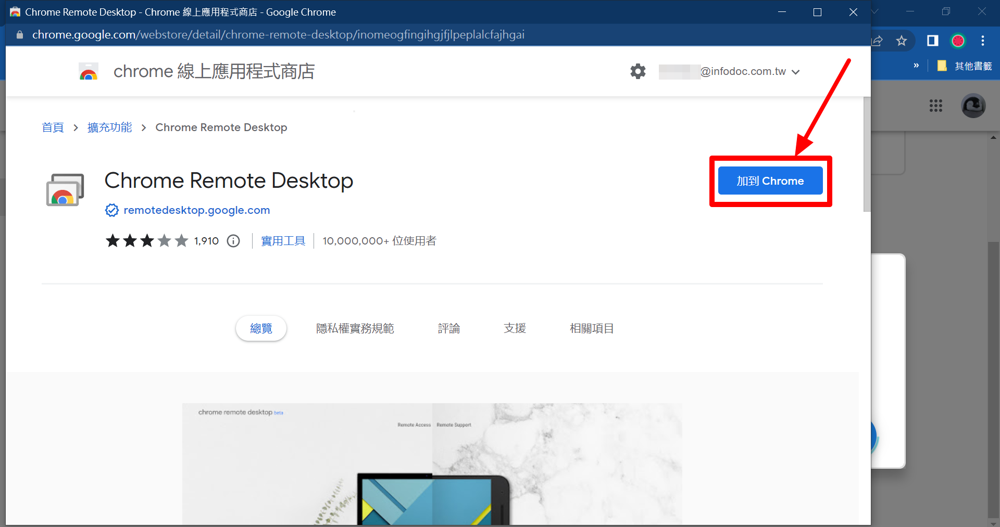 Chrome Remote Desktop - Chrome 線上應用程式商店 - Google Chrome
chrome.google.com/webstore/detail/chrome-remote-desktop/inomeogfingihgjfjlpeplalcfajhgai
»
其他書籤
chrome 線上應用程式商店
@infodoc.com.tw
首頁 > 擴充功能 > Chrome Remote Desktop
Chrome Remote Desktop
加到 Chrome
remotedesktop.google.com
1,910
實用工具
10,000,000+ 位使用者
總覽
隱私權實務規範
評論
支援
相關項目
chrome remote desktop beta
Remote Access
Remote Support